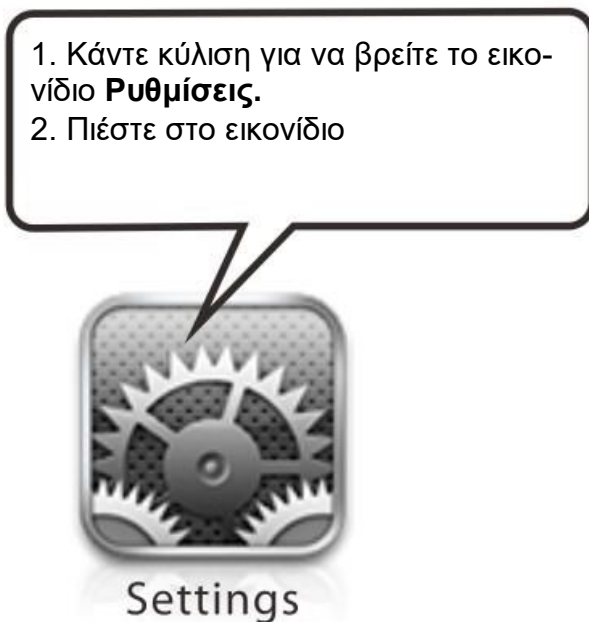 1. Κάντε κύλιση για να βρείτε το εικο-
νίδιο Ρυθμίσεις.
2. Πιέστε στο εικονίδιο
Settings